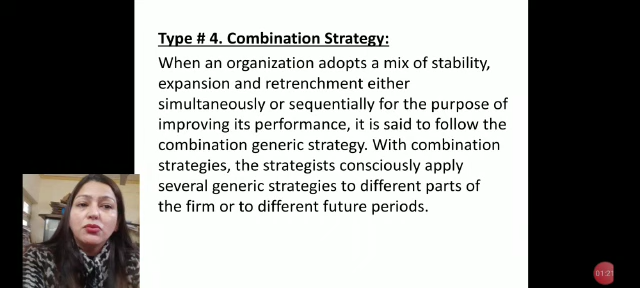 Type # 4. Combination Strategy:
When an organization adopts a mix of stability,
expansion and retrenchment either
simultaneously or sequentially for the purpose of
improving its performance, it is said to follow the
combination generic strategy. With combination
strategies, the strategists consciously apply
several generic strategies to different parts of
the firm or to different future periods.
01:21